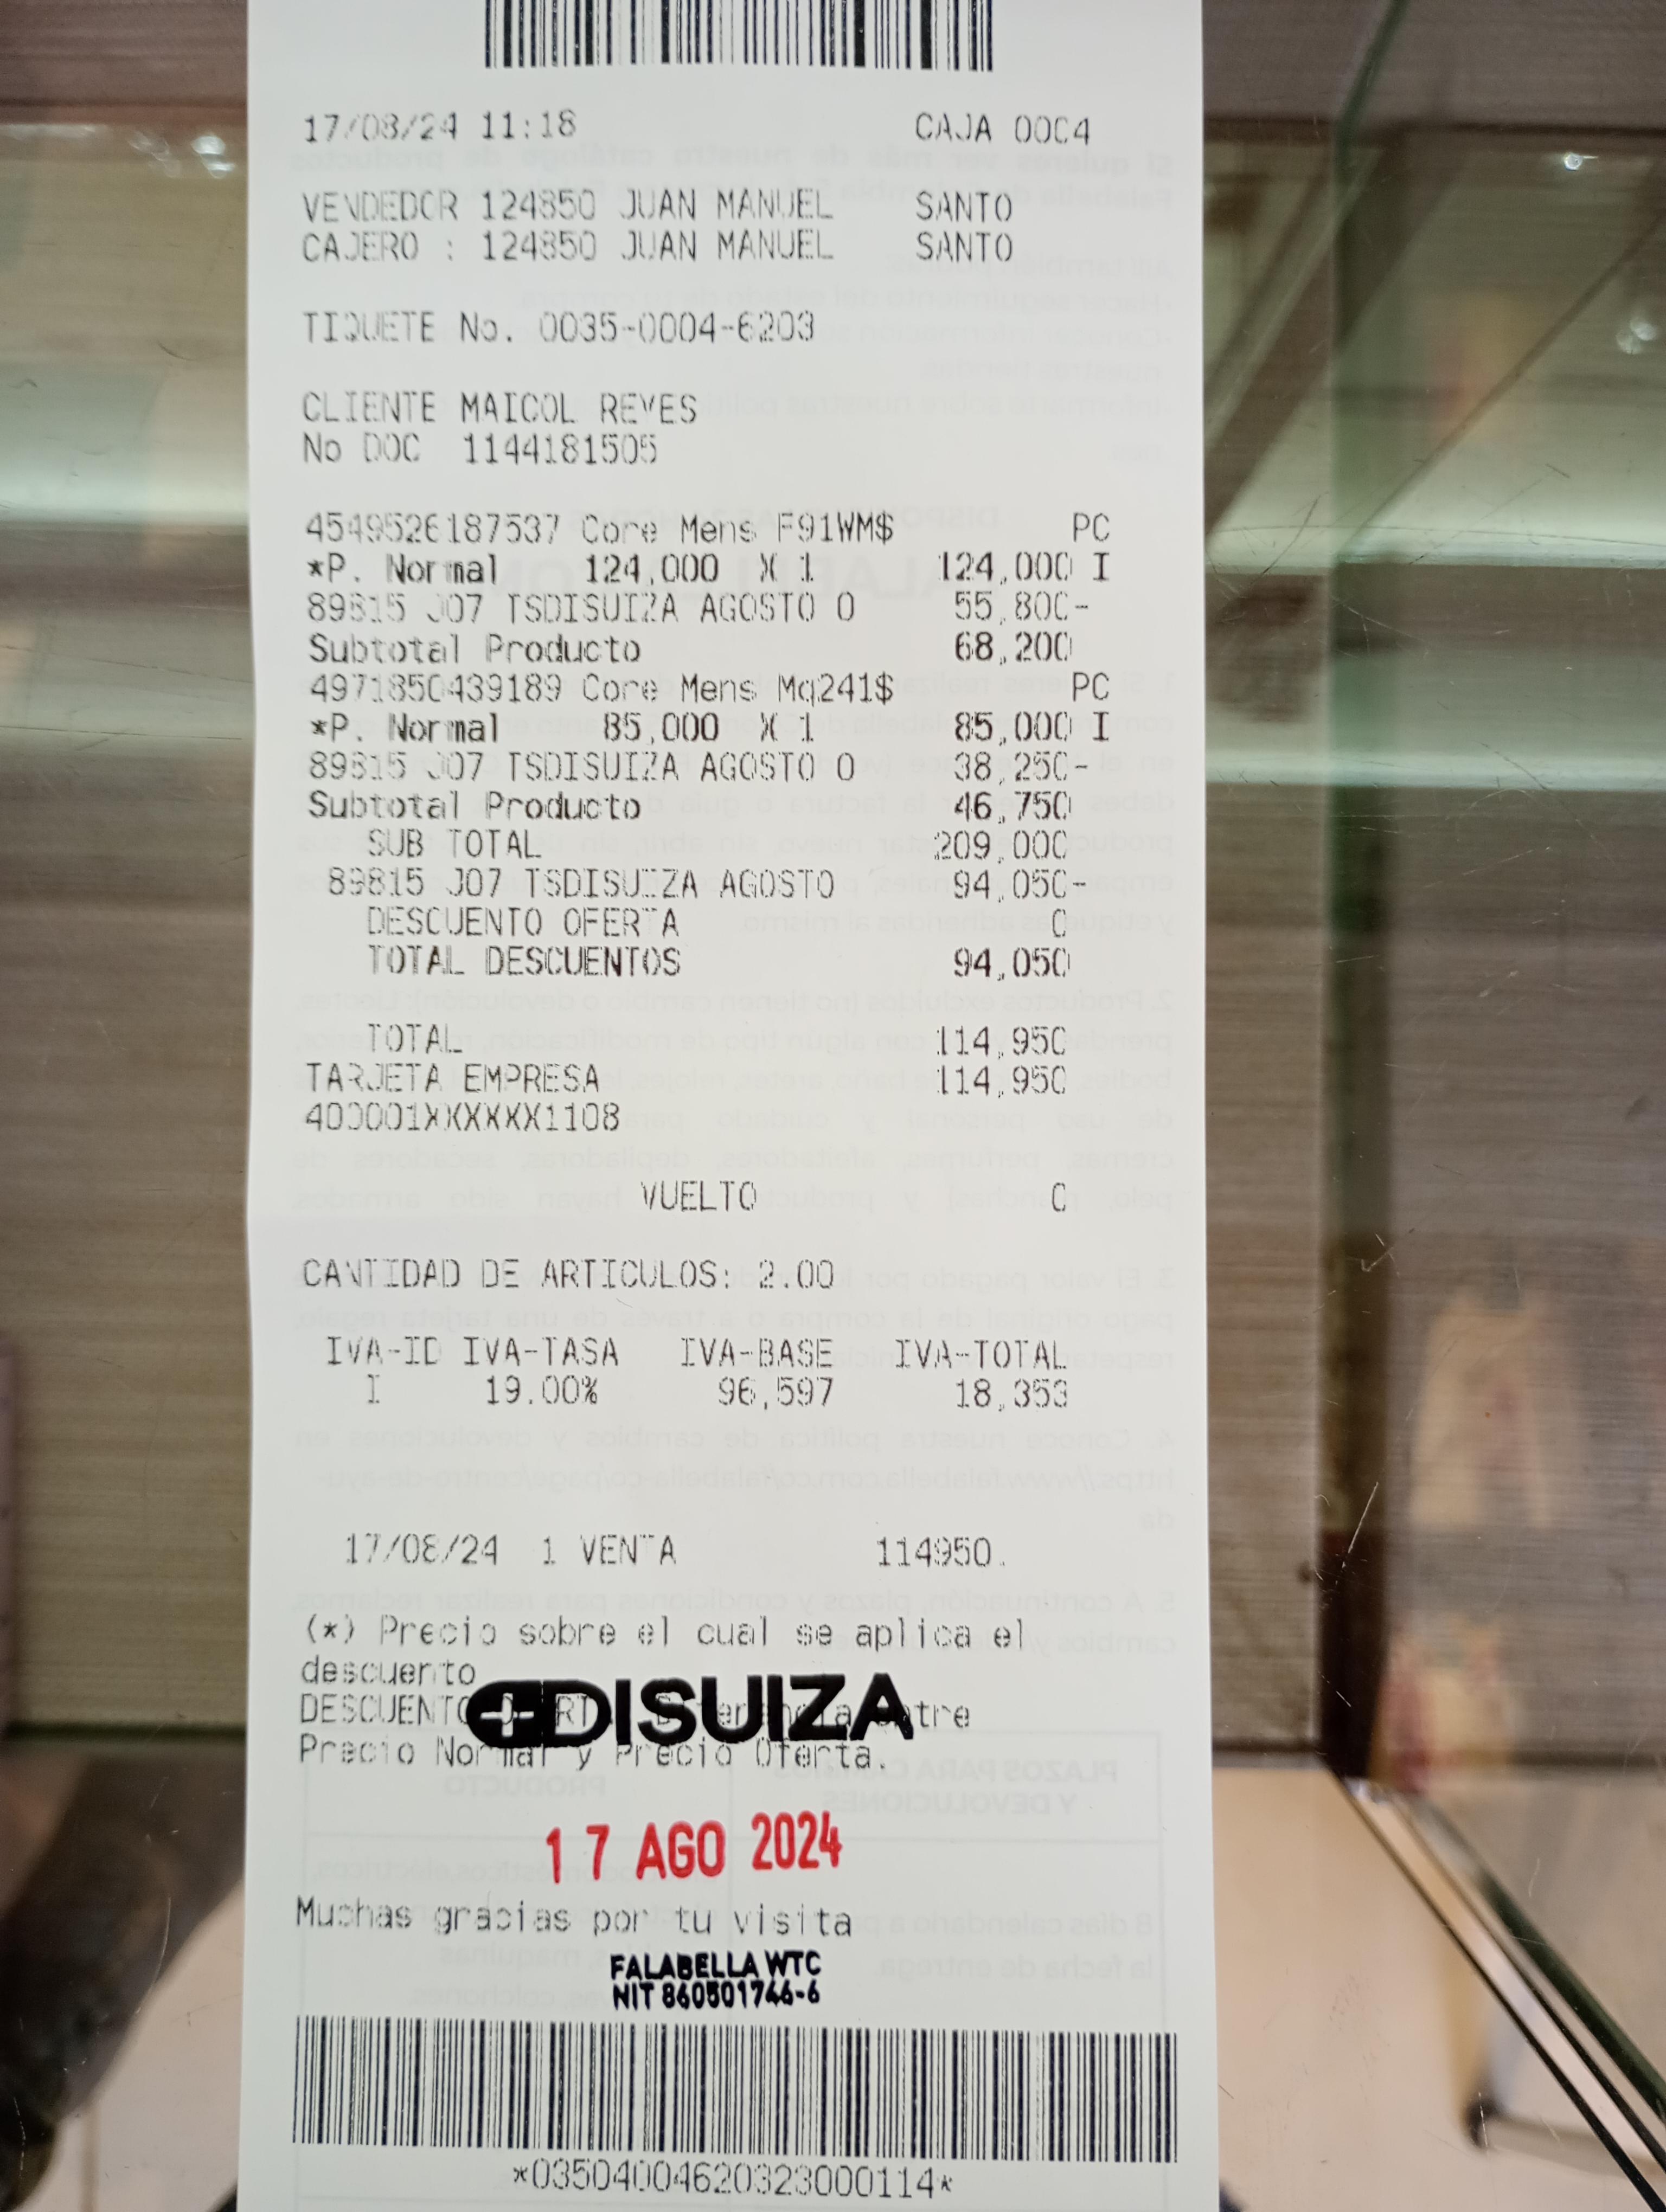 17/08/24 11:18 CAJA 0004
VENDEDOR 124850 JUAN MANUEL SANTO
CAJERO : 124850 JUAN MANUEL SANTO
TIQUETE No. 0035-0004-6203
CLIENTE MAICOL REYES
No DOC 1144181505
4549526187537 Core Mens F91WM$ PC
*P. Normal 124,000 X 1 124,000 I
89815 J07 TSDISUIZA AGOSTO O 55,800-
Subtotal Producto 68,200
4971850439189 Core Mens Mq241$ PC
*P. Normal 85,000 X 1 85,000 I
89815 J07 TSDISUIZA AGOSTO O 38,250-
Subtotal Producto 46,750
SUB TOTAL 209,000
89815 J07 TSDISUIZA AGOSTO 94,050-
DESCUENTO OFERTA 0
TOTAL DESCUENTOS 94,050
TOTAL 114,950
TARJETA EMPRESA 114,950
400001XXXXXX1108
VUELTO 0
CANTIDAD DE ARTICULOS: 2.00
IVA-ID IVA-TASA IVA-BASE IVA-TOTAL
I 19.00% 96,597 18,353
17/08/24 1 VENTA 114950.
(*) Precio sobre el cual se aplica el
descuento
DESCUENTO OFERTA: Diferencia entre
DISUIZA
Precio Normal y Precio Oferta.
17 AGO 2024
Muchas gracias por tu visita
FALABELLA WTC
NIT 860501746-6
*03504004620323000114*